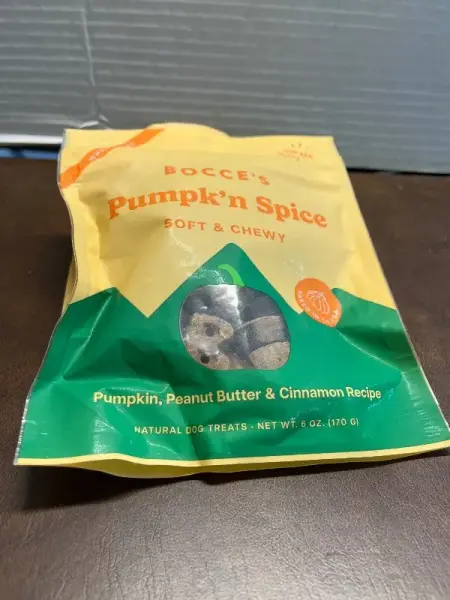 BOCCE'S
Pumpk'n Spice
SOFT & CHEWY
Pumpkin, Peanut Butter & Cinnamon Recipe
NATURAL DOG TREATS • NET WT. 6 OZ. (170 G)